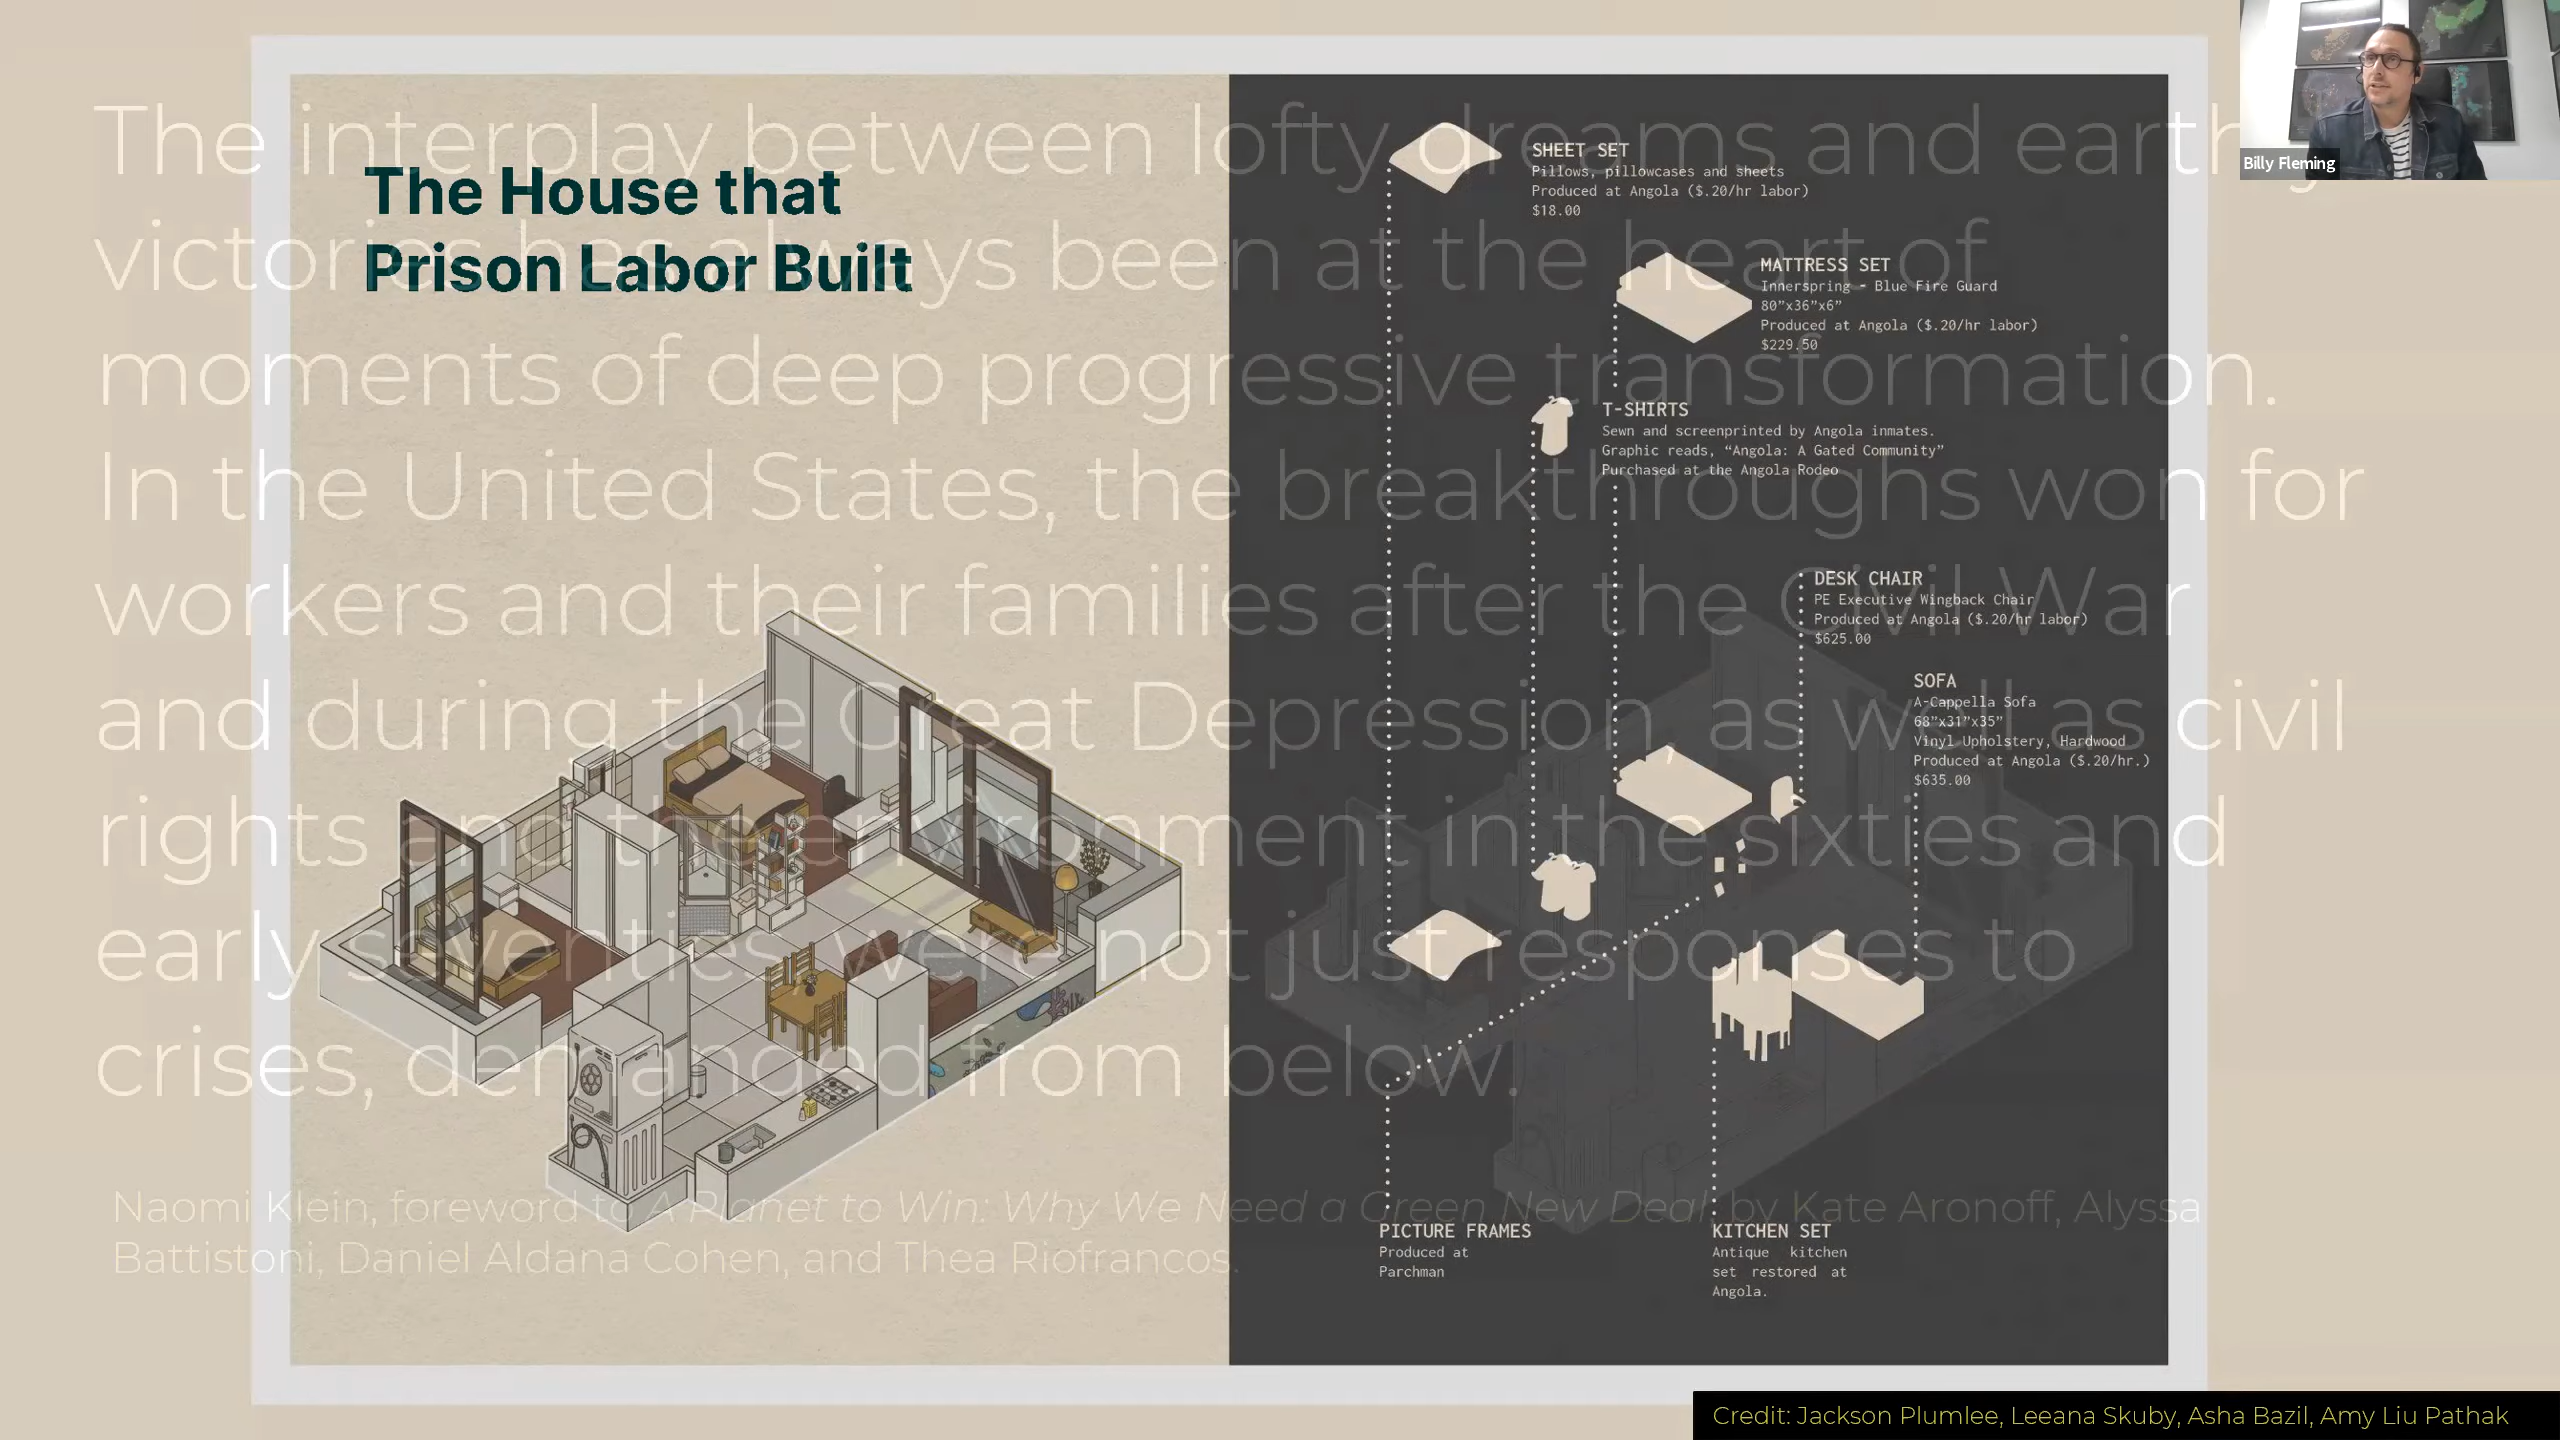 The House that
Prison Labor Built
SHEET SET
Pillows, pillowcases and sheets
Produced at Angola ($.20/hr labor)
$18.00
MATTRESS SET
Innerspring - Blue Fire Guard
80”x36”x6”
Produced at Angola ($.20/hr labor)
$229.50
T-SHIRTS
Sewn and screenprinted by Angola inmates.
Graphic reads, “Angola: A Gated Community”
Purchased at the Angola Rodeo
DESK CHAIR
PE Executive Wingback Chair
Produced at Angola ($.20/hr labor)
$625.00
SOFA
A-Cappella Sofa
68”x31”x35”
Vinyl Upholstery, Hardwood
Produced at Angola ($.20/hr.)
$635.00
PICTURE FRAMES
Produced at
Parchman
KITCHEN SET
Antique kitchen
set restored at
Angola.
The interplay between lofty dreams and
victories has always been at the heart of
moments of deep progressive transformation.
In the United States, the breakthroughs won for
workers and their families after the Civil War
and during the Great Depression, as well as civil
rights and the environment in the sixties and
early seventies, were not just responses to
crises, demanded from below.
Naomi Klein, foreword to A Planet to Win: Why We Need a Green New Deal by Kate Aronoff, Alyssa
Battistoni, Daniel Aldana Cohen, and Thea Riofrancos.
Billy Fleming
Credit: Jackson Plumlee, Leeana Skuby, Asha Bazil, Amy Liu Pathak